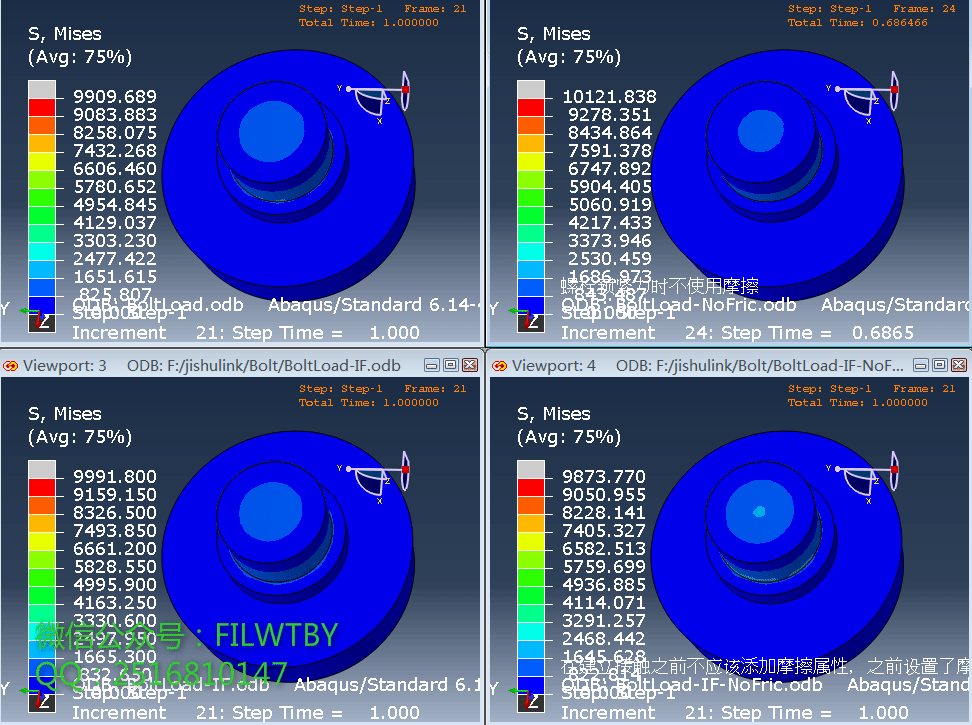 Step: Step-1 Frame: 21
Total Time: 1.000000
S, Mises
(Avg: 75%)
9909.689
9083.883
8258.075
7432.268
6606.460
5780.652
4954.845
4129.037
3303.230
2477.422
1651.615
825.807
Y
Z
X
BoltLoad.odb Abaqus/Standard 6.14-4
Step: Step-1
Increment 21: Step Time = 1.000
Step: Step-1 Frame: 24
Total Time: 0.686466
S, Mises
(Avg: 75%)
10121.838
9278.351
8434.864
7591.378
6747.892
5904.405
5060.919
4217.433
3373.946
2530.459
1686.973
843.487
Y
Z
X
螺栓预紧力时不使用摩擦
ODB: BoltLoad-NoFric.odb Abaqus/Standard
Step: Step-1
Increment 24: Step Time = 0.6865
Viewport: 3 ODB: F:/jishulink/Bolt/BoltLoad-IF.odb
Step: Step-1 Frame: 21
Total Time: 1.000000
S, Mises
(Avg: 75%)
9991.800
9159.150
8326.500
7493.850
6661.200
5828.550
4995.900
4163.250
3330.600
2497.950
1665.300
832.650
Y
Z
X
微信公众号：FILWTBY
QQ：2516810147
BoltLoad-IF.odb Abaqus/Standard 6.1
Step: Step-1
Increment 21: Step Time = 1.000
Viewport: 4 ODB: F:/jishulink/Bolt/BoltLoad-IF-NoF...
Step: Step-1 Frame: 21
Total Time: 1.000000
S, Mises
(Avg: 75%)
9873.770
9050.955
8228.141
7405.327
6582.513
5759.699
4936.885
4114.071
3291.257
2468.442
1645.628
822.814
Y
Z
X
在建立接触之前不应该添加摩擦属性，之前设置了摩
ODB: BoltLoad-IF-NoFric.odb Abaqus/Stand
Step: Step-1
Increment 21: Step Time = 1.000